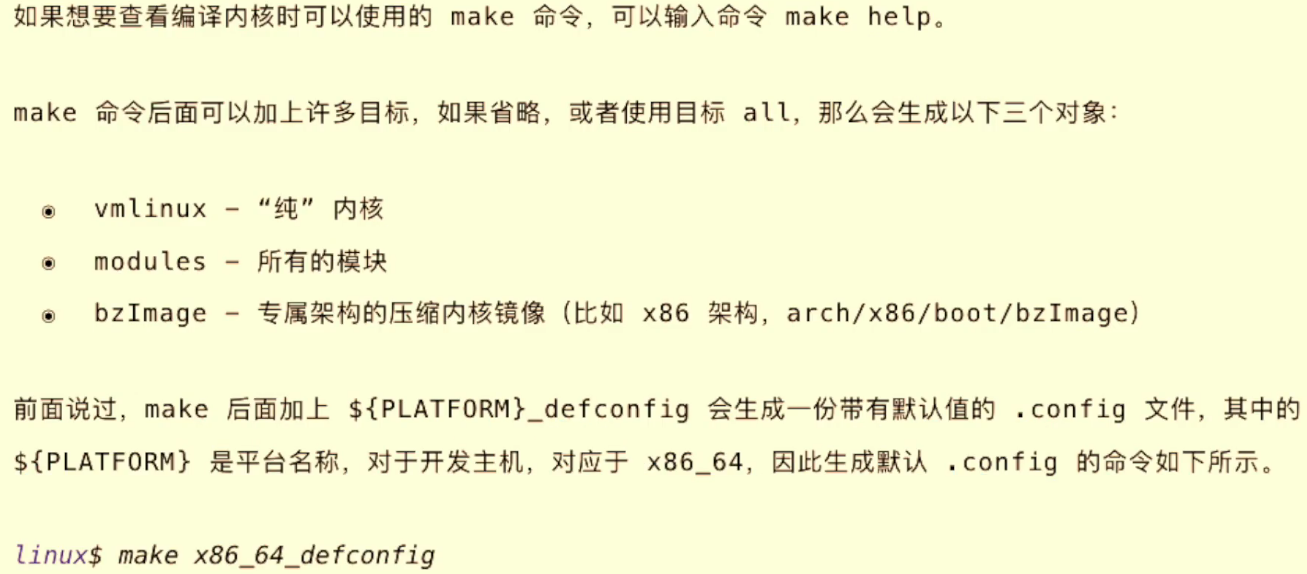 如果想要查看编译内核时可以使用的 make 命令，可以输入命令 make help。
make 命令后面可以加上许多目标，如果省略，或者使用目标 all，那么会生成以下三个对象：
◉ vmlinux – “纯” 内核
◉ modules – 所有的模块
◉ bzImage – 专属架构的压缩内核镜像（比如 x86 架构，arch/x86/boot/bzImage）
前面说过，make 后面加上 ${PLATFORM}_defconfig 会生成一份带有默认值的 .config 文件，其中的
${PLATFORM} 是平台名称，对于开发主机，对应于 x86_64，因此生成默认 .config 的命令如下所示。
linux$ make x86_64_defconfig